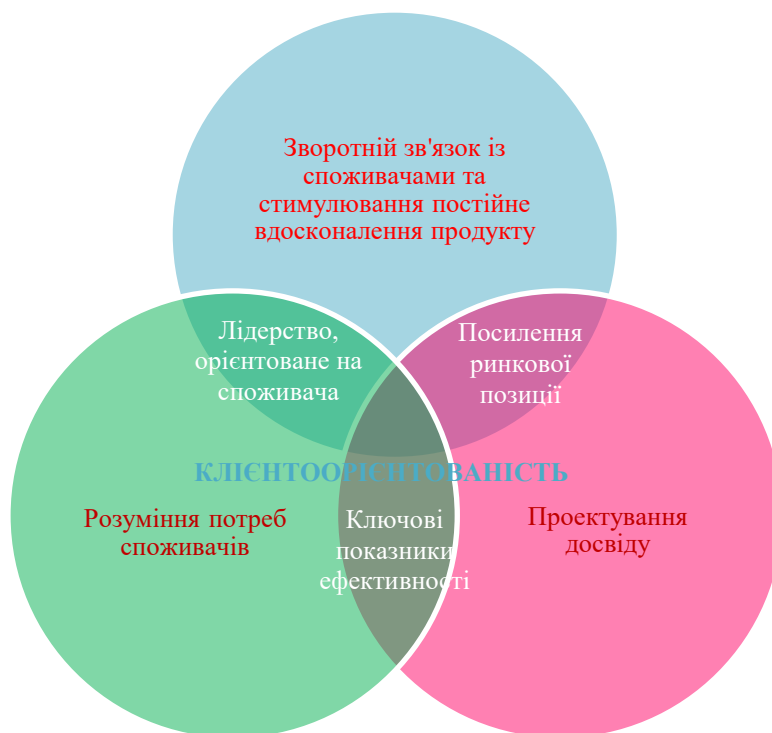 Зворотній зв'язок із
споживачами та
стимулювання постійне
вдосконалення продукту
Лідерство,
орієнтоване на
споживача
Посилення
ринкової
позиції
КЛІЄНТООРІЄНТОВАНІСТЬ
Розуміння потреб
споживачів
Ключові
показники
ефективності
Проектування
досвіду